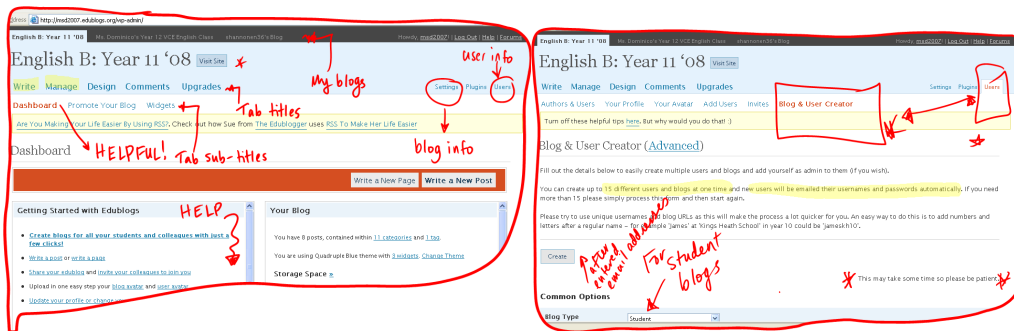 Address http://msd2007.edublogs.org/wp-admin/
English B: Year 11 '08 Ms. Dominico's Year 12 VCE English Class shannonen36's Blog Howdy, msd2007! | Log Out | Help | Forums
English B: Year 11 '08 Visit Site
My blogs
user info
Write Manage Design Comments Upgrades Settings Plugins Users
Tab titles
Dashboard Promote Your Blog Widgets
Are You Making Your Life Easier By Using RSS?. Check out how Sue from The Edublogger uses RSS To Make Her Life Easier
Dashboard
HELPFUL!
Tab sub-titles
blog info
Write a New Page Write a New Post
HELP
Getting Started with Edublogs
Create blogs for all your students and colleagues with just a few clicks!
Write a post or write a page
Share your edublog and invite your colleagues to join you
Upload in one easy step your blog avatar and user avatar
Update your profile or change
Your Blog
You have 8 posts, contained within 11 categories and 1 tag.
You are using Quadruple Blue theme with 3 widgets. Change Theme
Storage Space »
English B: Year 11 '08 Ms. Dominico's Year 12 VCE English Class shannonen36's Blog Howdy, msd2007! | Log Out | Help | Forums
English B: Year 11 '08 Visit Site
Write Manage Design Comments Upgrades Settings Plugins Users
Authors & Users Your Profile Your Avatar Add Users Invites Blog & User Creator
Turn off these helpful tips here. But why would you do that! :)
Blog & User Creator (Advanced)
Fill out the details below to easily create multiple users and blogs and add yourself as admin to them (if you wish).
You can create up to 15 different users and blogs at one time and new users will be emailed their usernames and passwords automatically. If you need
more than 15 please simply process this form and then start again.
Please try to use unique usernames and blog URLs as this will make the process a lot quicker for you. An easy way to do this is to add numbers and
letters after a regular name – for example 'james' at 'Kings Heath School' in year 10 could be 'jameskh10'.
Create
after entered email addresses
For student blogs
This may take some time so please be patient.
Common Options
Blog Type Student